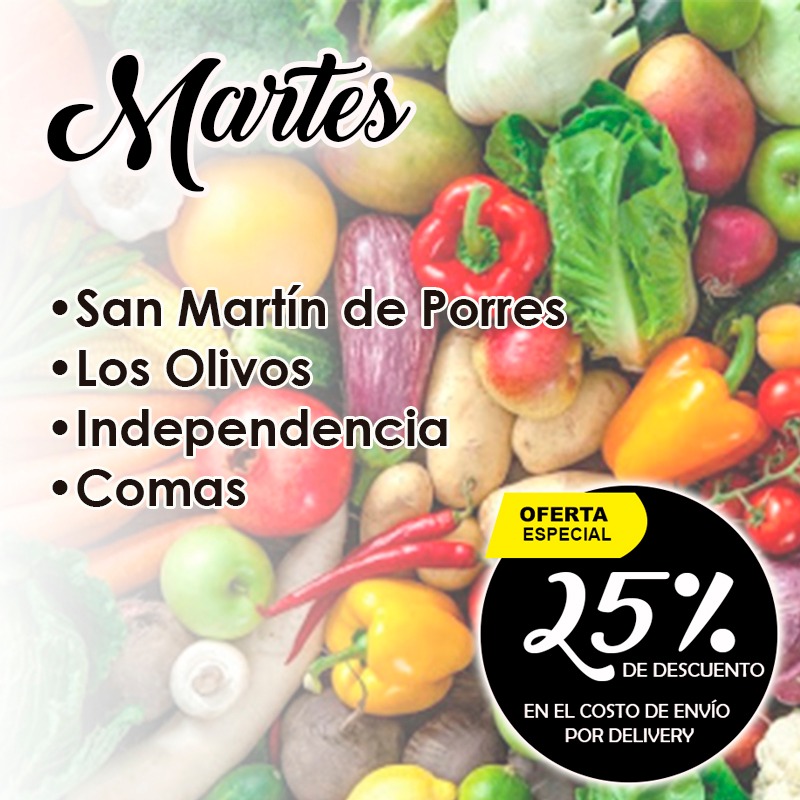 Martes
•San Martín de Porres
•Los Olivos
•Independencia
•Comas
OFERTA
ESPECIAL
25%
DE DESCUENTO
EN EL COSTO DE ENVÍO
POR DELIVERY